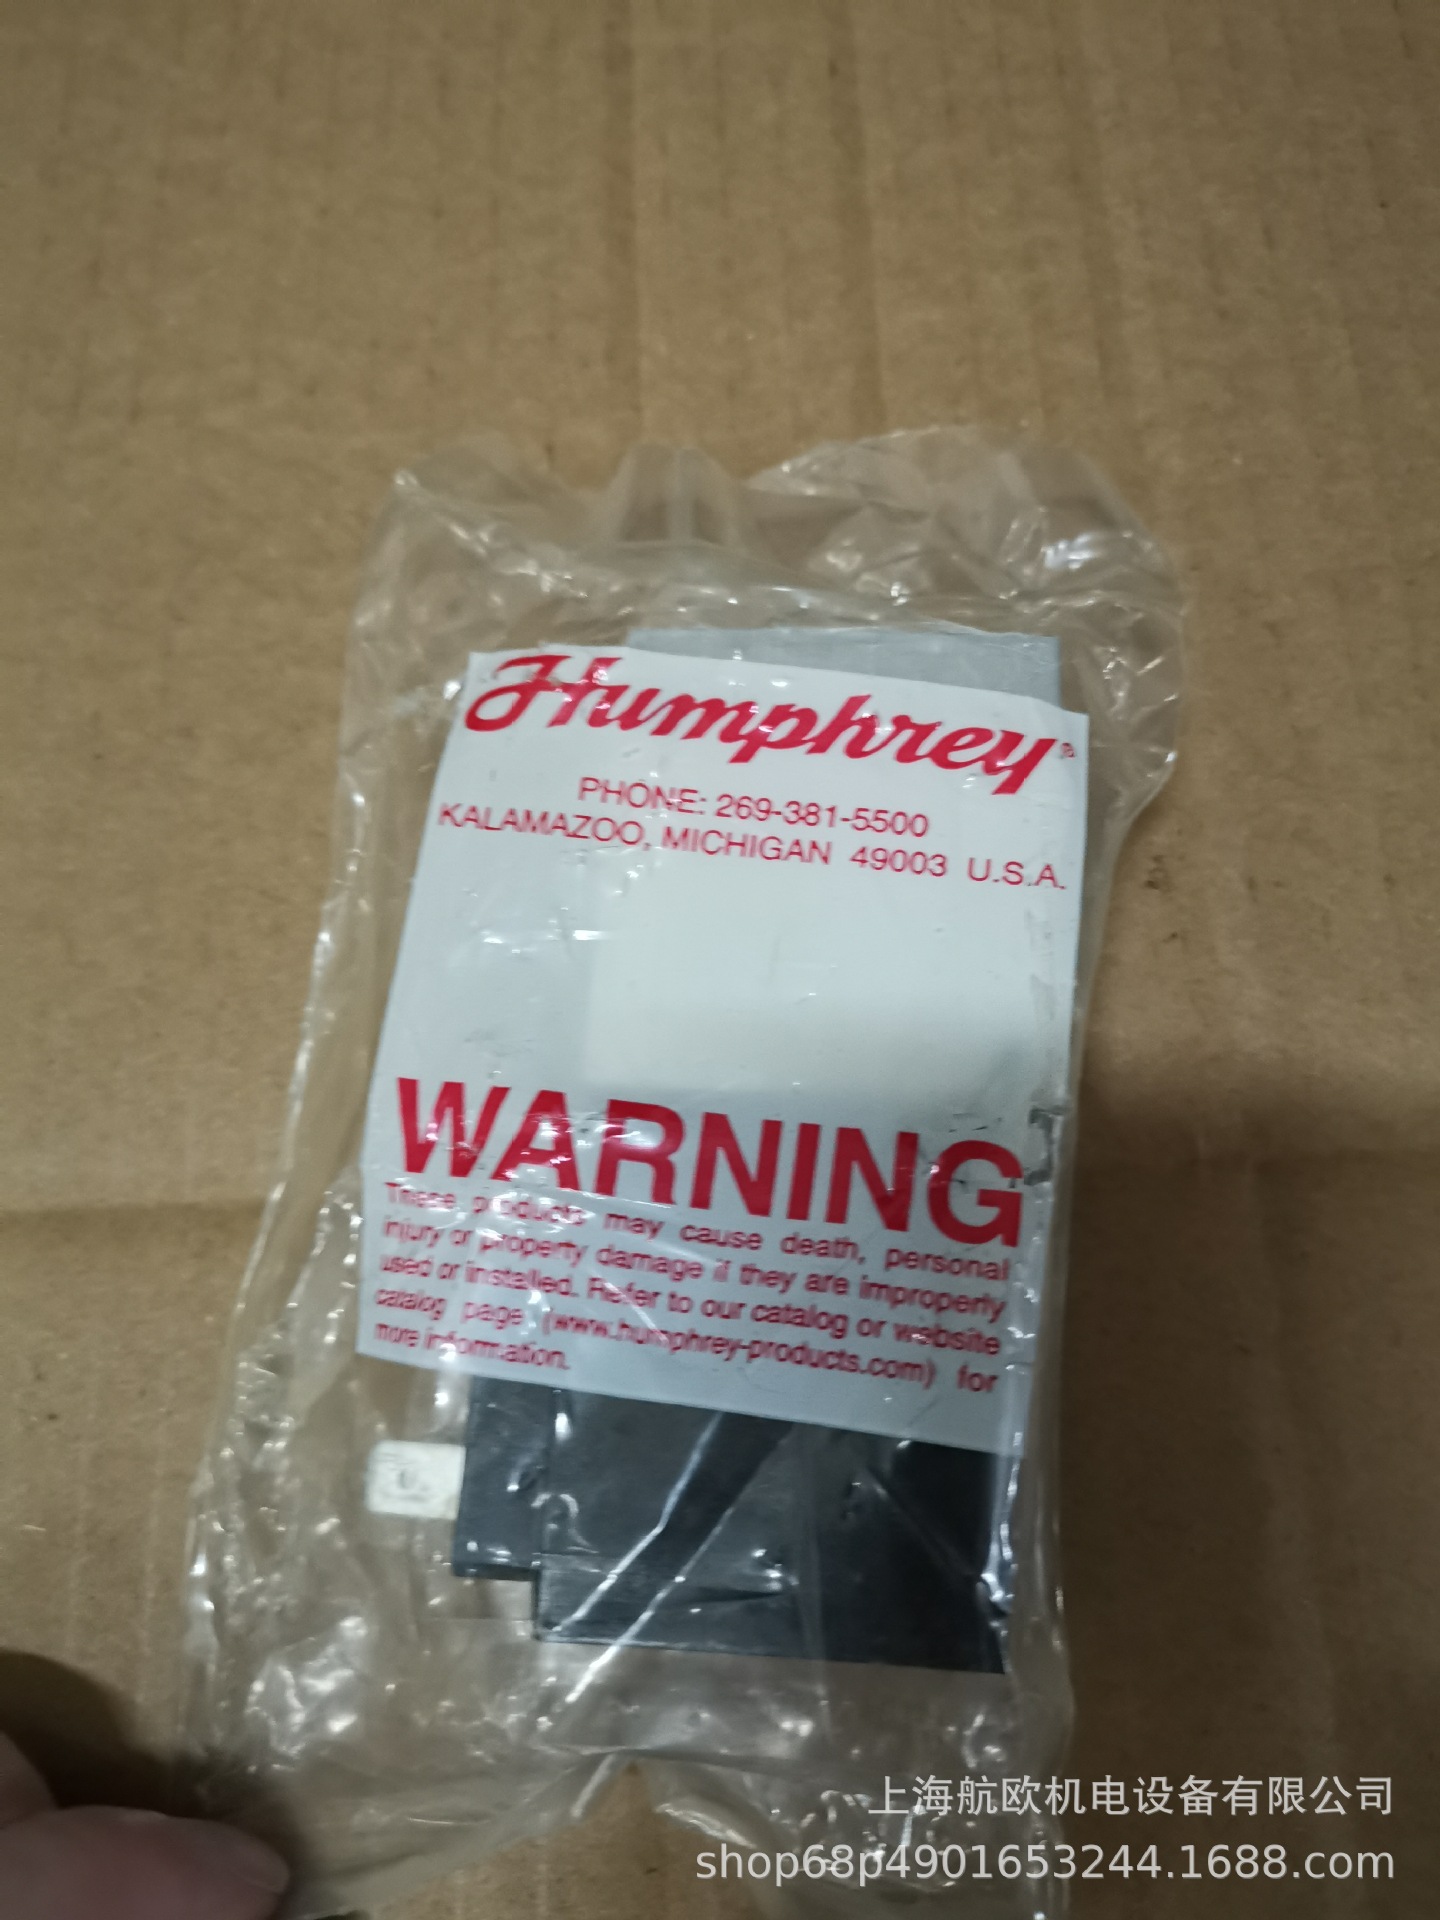 Humphrey®
PHONE: 269-381-5500
KALAMAZOO, MICHIGAN 49003 U.S.A.
WARNING
These products may cause death, personal
injury or property damage if they are improperly
used or installed. Refer to our catalog or website
catalog page (www.humphrey-products.com) for
more information.
上海航欧机电设备有限公司
shop68p4901653244.1688.com